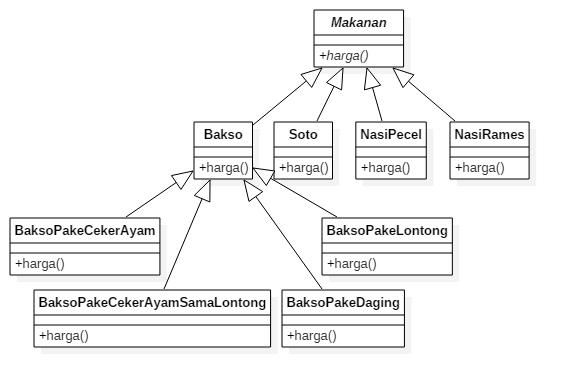 Makanan
+harga()
Bakso
+harga()
Soto
+harga()
NasiPecel
+harga()
NasiRames
+harga()
BaksoPakeCekerAyam
+harga()
BaksoPakeLontong
+harga()
BaksoPakeCekerAyamSamaLontong
+harga()
BaksoPakeDaging
+harga()